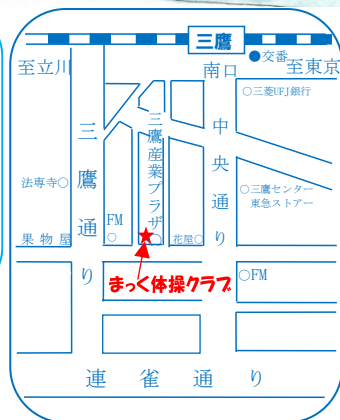 三鷹
●交番
至立川
南口
至東京
○三菱UFJ銀行
三鷹通り
三鷹産業プラザ
中央通り
法専寺○
○三鷹センター
東急ストアー
FM
○
花屋○
果物屋
まっく体操クラブ
○FM
連雀通り